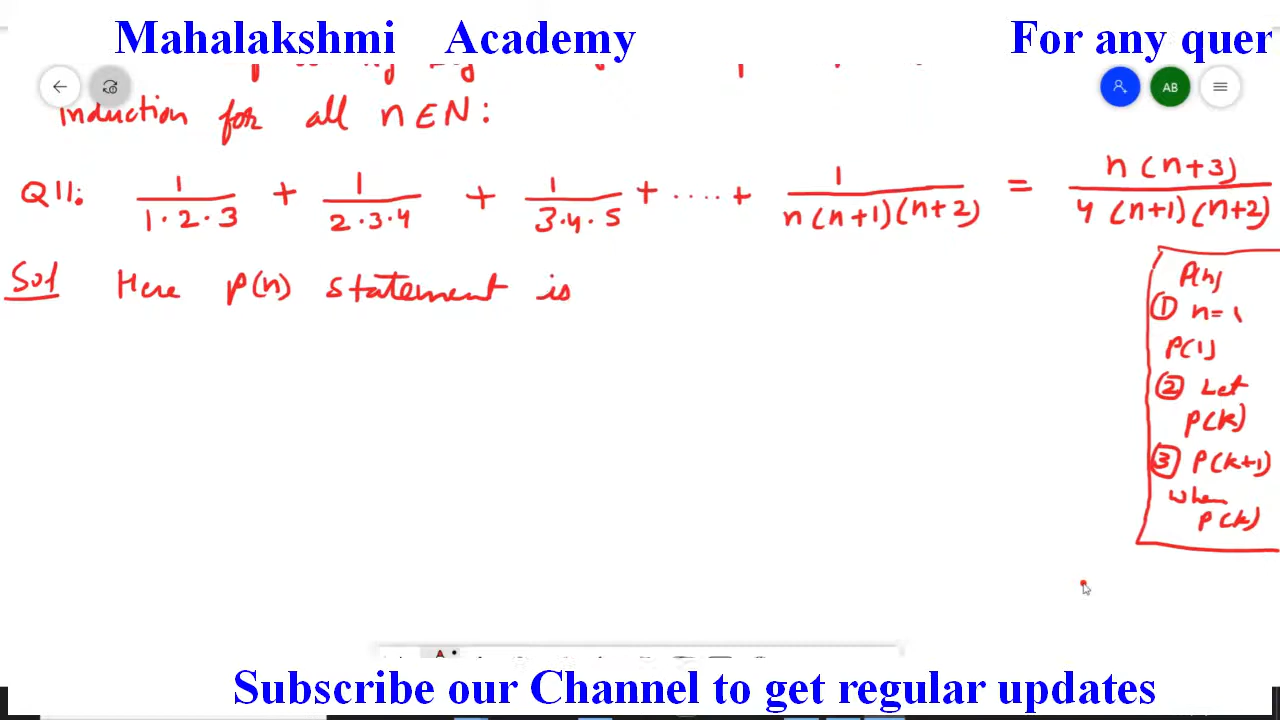 Mahalakshmi Academy
For any quer
AB
induction for all n ∈ N:
Q11: 1/(1·2·3) + 1/(2·3·4) + 1/(3·4·5) + ..... + 1/(n(n+1)(n+2)) = n(n+3)/(4(n+1)(n+2))
Sol Here P(n) statement is
P(n)
① n=1
P(1)
② Let
P(k)
③ P(k+1)
when
P(k)
Subscribe our Channel to get regular updates